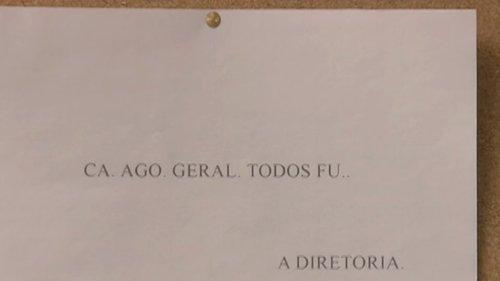 CA. AGO. GERAL. TODOS FU..
A DIRETORIA.